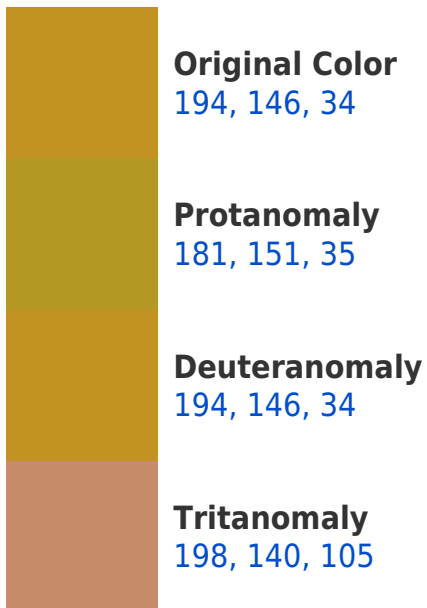 Original Color
194, 146, 34
Protanomaly
181, 151, 35
Deuteranomaly
194, 146, 34
Tritanomaly
198, 140, 105